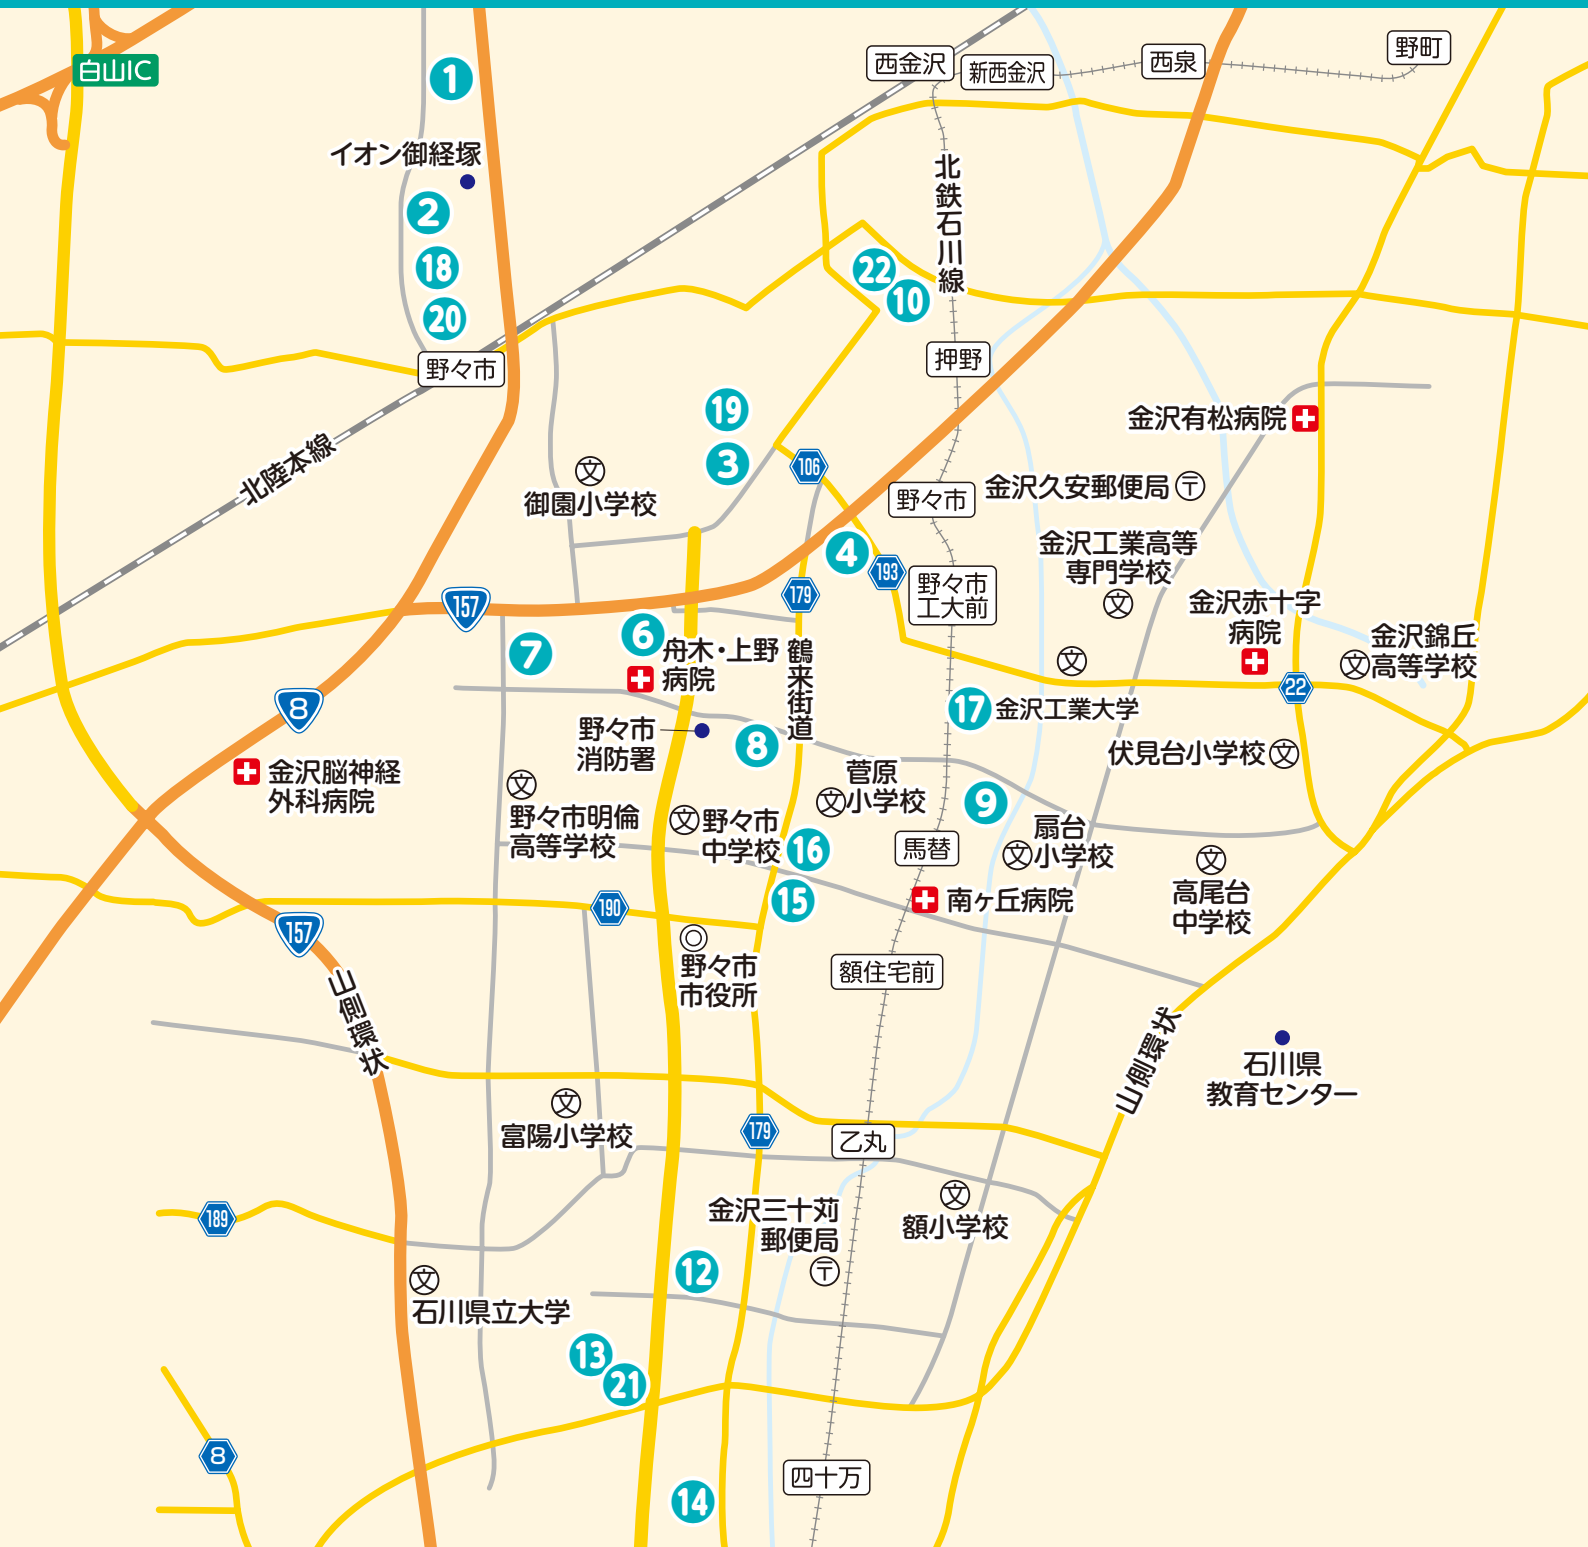 白山IC
1
西金沢
新西金沢
西泉
野町
イオン御経塚
2
18
20
野々市
北鉄石川線
22
10
押野
北陸本線
19
3
106
金沢有松病院
文
御園小学校
野々市
金沢久安郵便局
〒
4
193
179
野々市
工大前
金沢工業高等
専門学校
文
157
6
7
舟木・上野
病院
鶴来街道
金沢赤十字
病院
文
金沢錦丘
高等学校
文
22
8
17
金沢工業大学
野々市
消防署
8
伏見台小学校
文
金沢脳神経
外科病院
文
野々市明倫
高等学校
文
野々市
中学校
菅原
小学校
文
9
16
馬替
扇台
小学校
文
15
文
高尾台
中学校
南ヶ丘病院
190
157
◎
野々市
市役所
額住宅前
山側環状
山側環状
石川県
教育センター
文
富陽小学校
179
乙丸
189
金沢三十苅
郵便局
〒
文
額小学校
12
文
石川県立大学
13
21
8
14
四十万